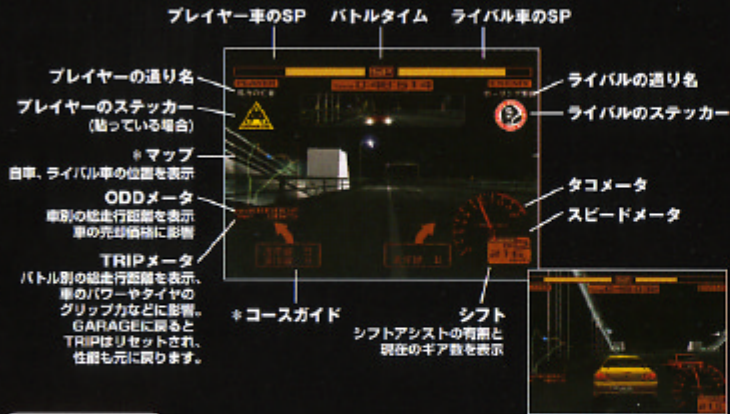 プレイヤー車のSP
バトルタイム
ライバル車のSP
プレイヤーの通り名
プレイヤーのステッカー
(貼っている場合)
*マップ
自車、ライバル車の位置を表示
ODDメータ
車別の総走行距離を表示
車の売却価格に影響
TRIPメータ
バトル別の総走行距離を表示、
車のパワーやタイヤの
グリップ力などに影響。
GARAGEに戻ると
TRIPはリセットされ、
性能も元に戻ります。
ライバルの通り名
ライバルのステッカー
タコメータ
スピードメータ
*コースガイド
シフト
シフトアシストの有無と
現在のギア数を表示
SP
PLAYER
0:48:514